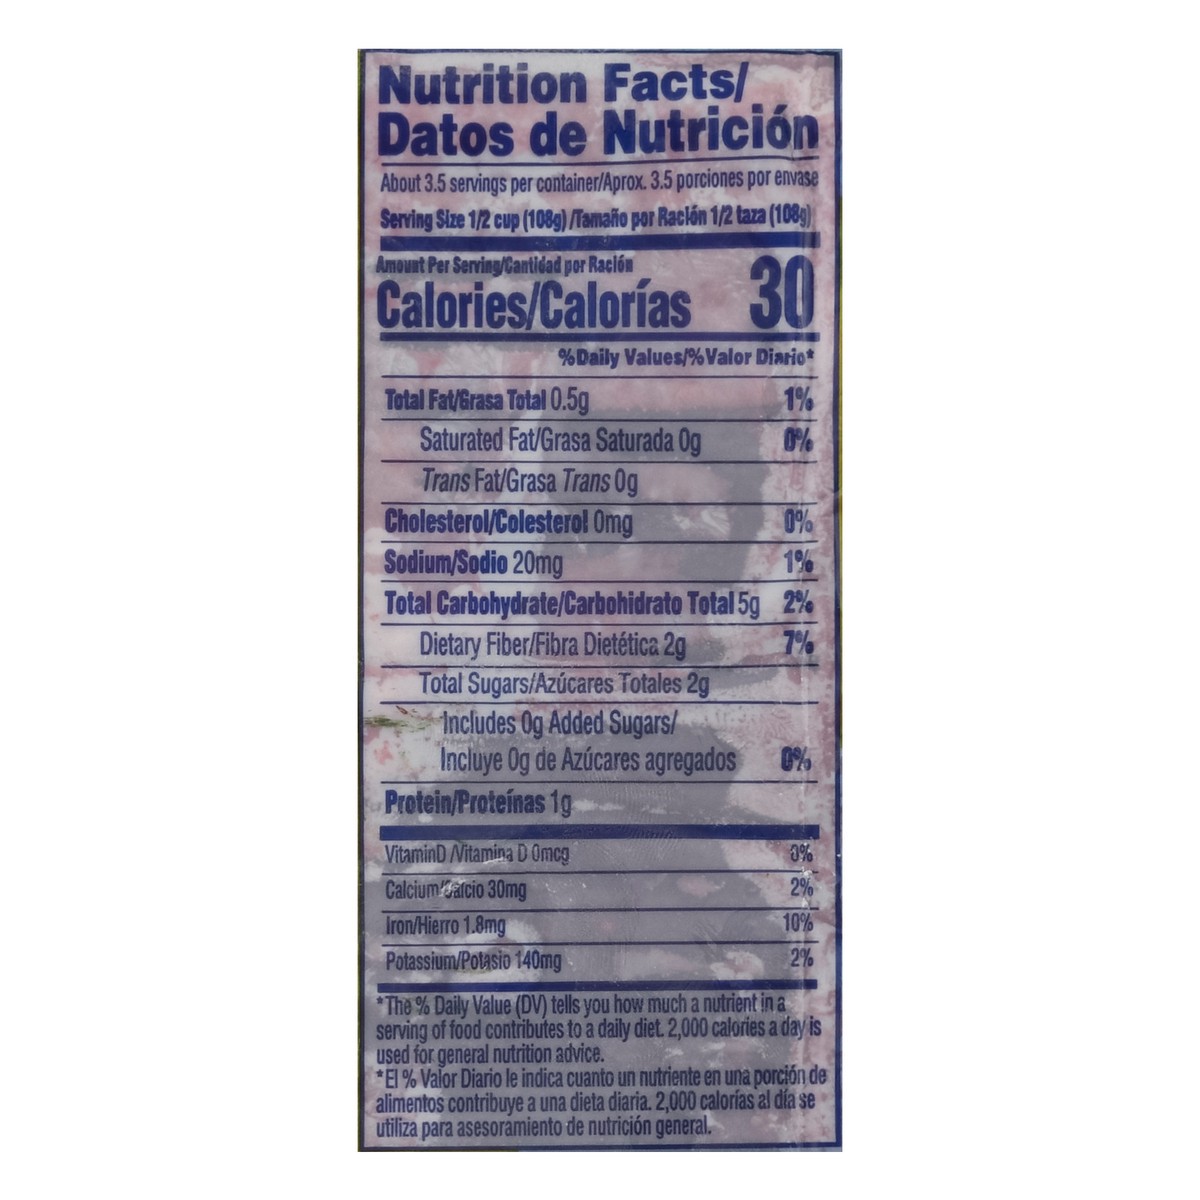 Nutrition Facts/
Datos de Nutrición
About 3.5 servings per container/Aprox. 3.5 porciones por envase
Serving Size 1/2 cup (108g) /Tamaño por Ración 1/2 taza (108g)
Amount Per Serving/Cantidad por Ración
Calories/Calorías 30
%Daily Values/%Valor Diario*
Total Fat/Grasa Total 0.5g 1%
Saturated Fat/Grasa Saturada 0g 0%
Trans Fat/Grasa Trans 0g
Cholesterol/Colesterol 0mg 0%
Sodium/Sodio 20mg 1%
Total Carbohydrate/Carbohidrato Total 5g 2%
Dietary Fiber/Fibra Dietética 2g 7%
Total Sugars/Azúcares Totales 2g
Includes 0g Added Sugars/
Incluye 0g de Azúcares agregados 0%
Protein/Proteínas 1g
VitaminD /Vitamina D 0mcg 0%
Calcium/Calcio 30mg 2%
Iron/Hierro 1.8mg 10%
Potassium/Potasio 140mg 2%
*The % Daily Value (DV) tells you how much a nutrient in a
serving of food contributes to a daily diet. 2,000 calories a day is
used for general nutrition advice.
*El % Valor Diario le indica cuanto un nutriente en una porción de
alimentos contribuye a una dieta diaria. 2,000 calorías al día se
utiliza para asesoramiento de nutrición general.